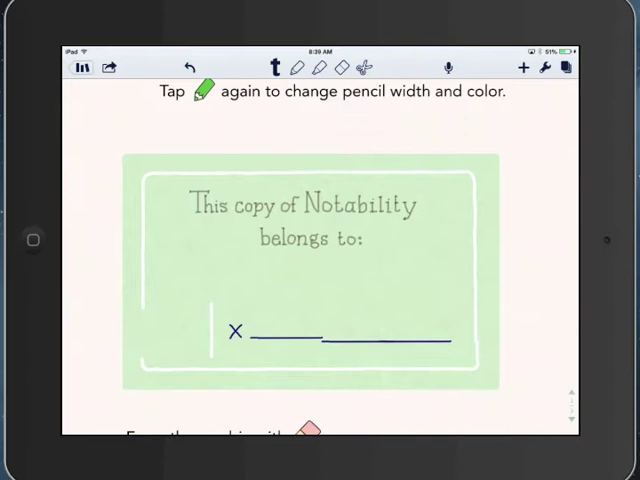 iPad 8:39 AM 51%
t
Tap again to change pencil width and color.
This copy of Notability
belongs to:
X